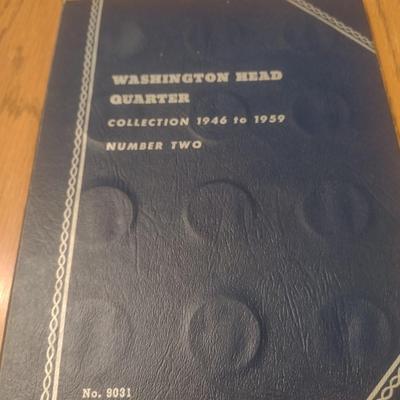 WASHINGTON HEAD
QUARTER
COLLECTION 1946 to 1959
NUMBER TWO
No. 9031